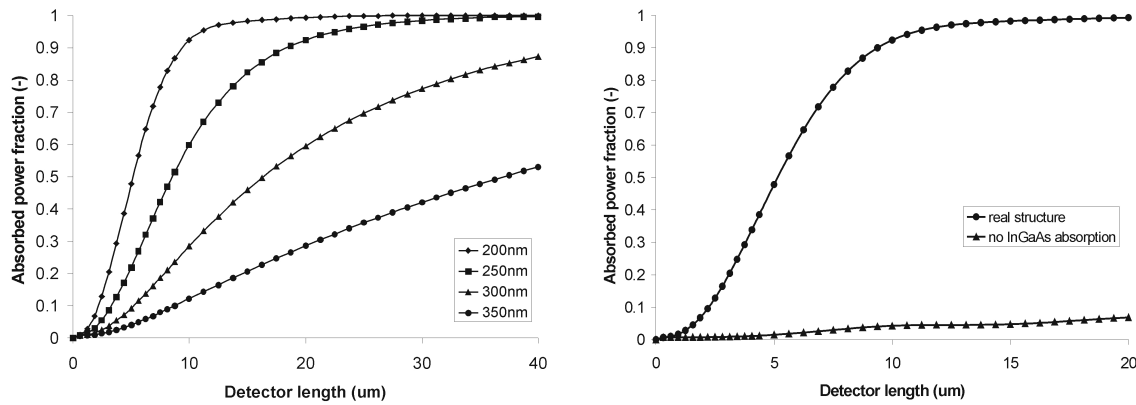 Absorbed power fraction (-)
1
0.9
0.8
0.7
0.6
0.5
0.4
0.3
0.2
0.1
0
0 10 20 30 40
Detector length (um)
200nm
250nm
300nm
350nm
Absorbed power fraction (-)
1
0.9
0.8
0.7
0.6
0.5
0.4
0.3
0.2
0.1
0
0 5 10 15 20
Detector length (um)
real structure
no InGaAs absorption